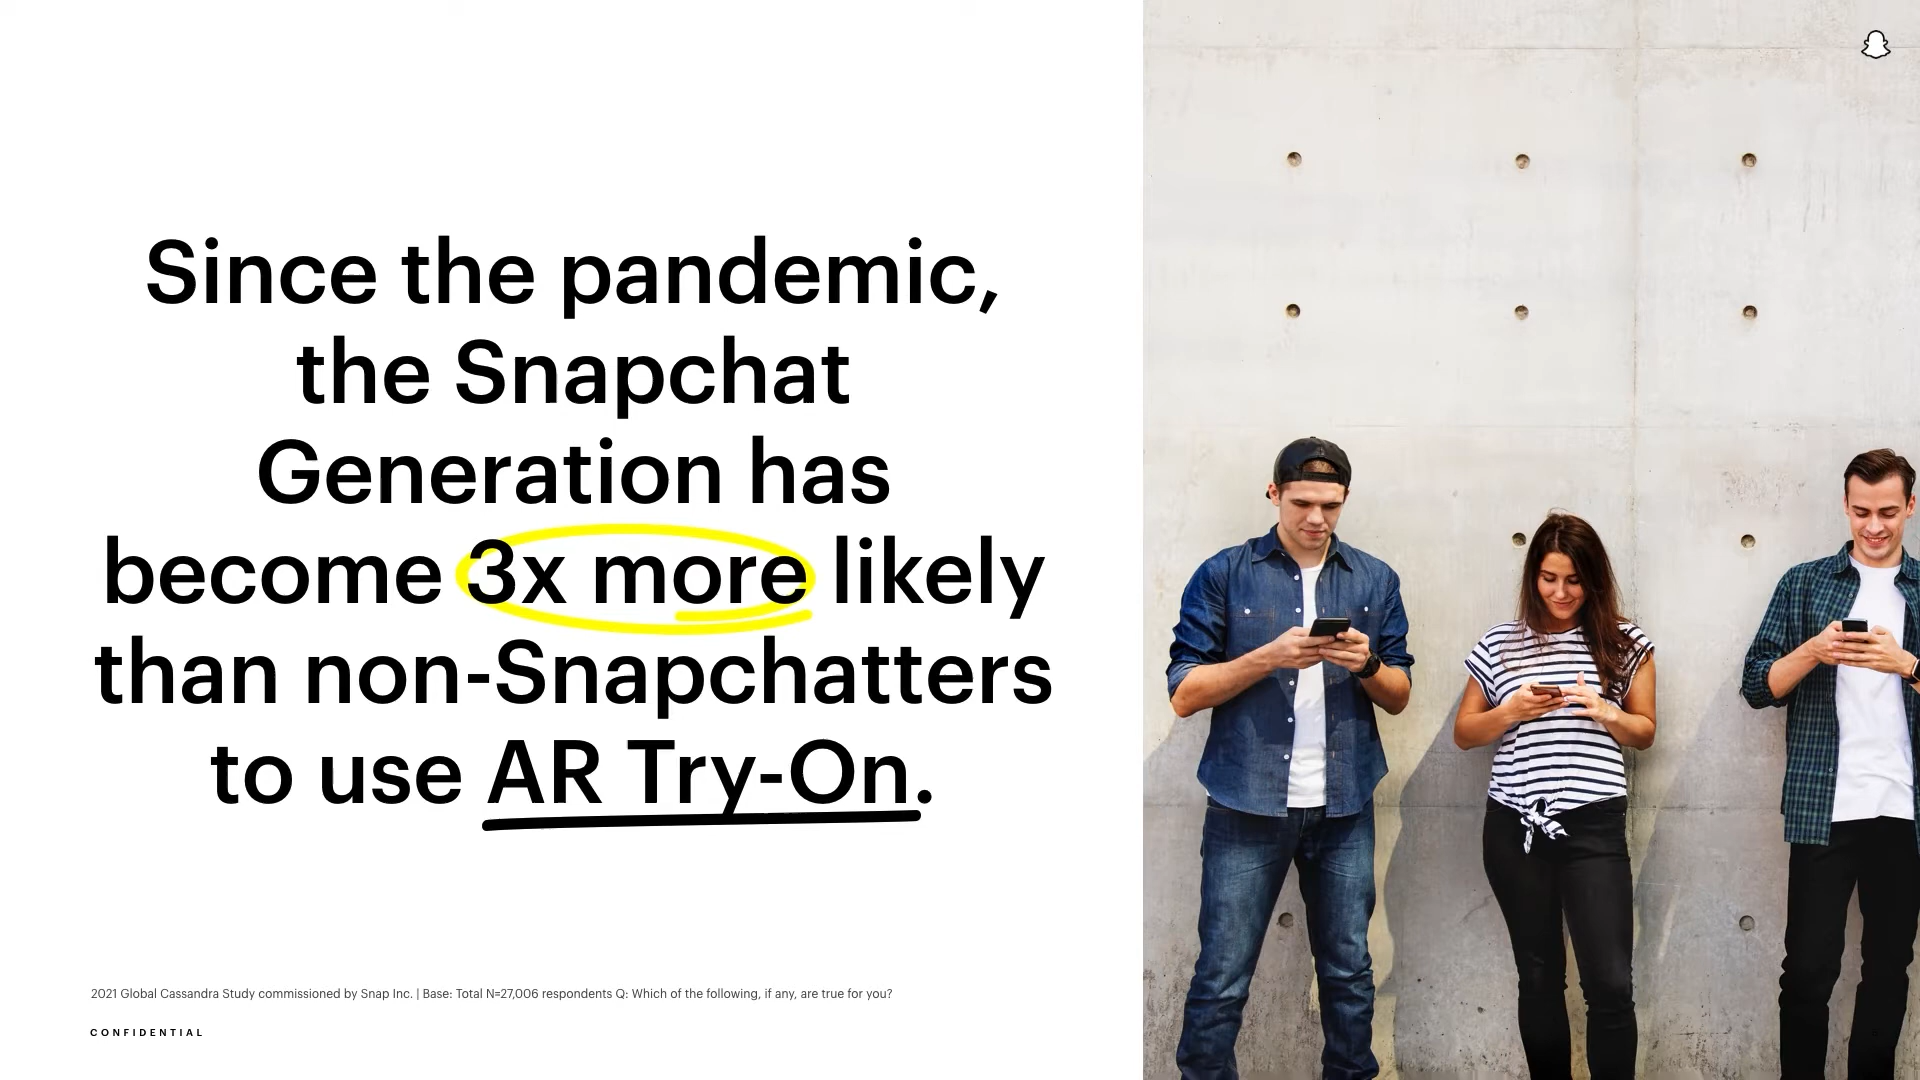 Since the pandemic,
the Snapchat
Generation has
become 3x more likely
than non-Snapchatters
to use AR Try-On.
2021 Global Cassandra Study commissioned by Snap Inc. | Base: Total N=27,006 respondents Q: Which of the following, if any, are true for you?
CONFIDENTIAL